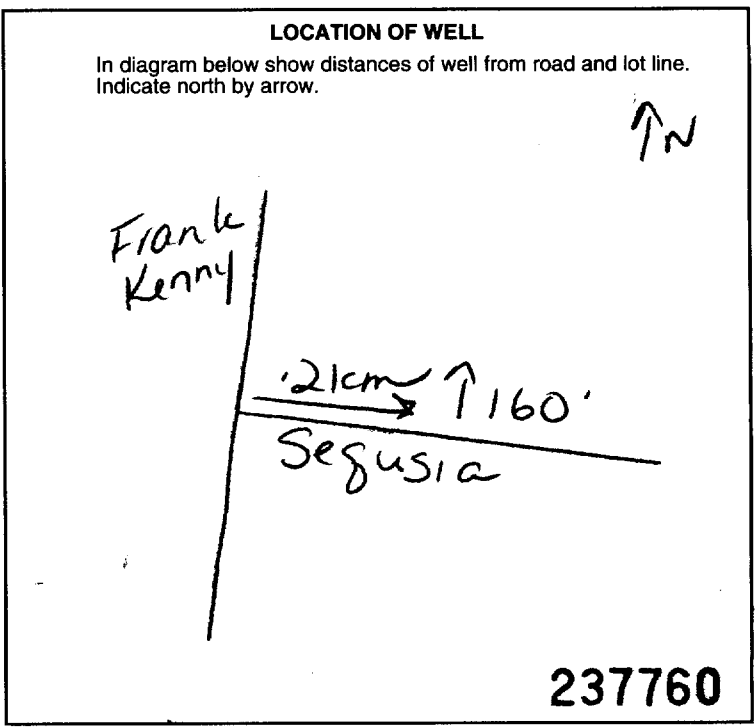 LOCATION OF WELL
In diagram below show distances of well from road and lot line.
Indicate north by arrow.
↑N
Frank
Kenny
.2km ↑160'
Segusia
237760